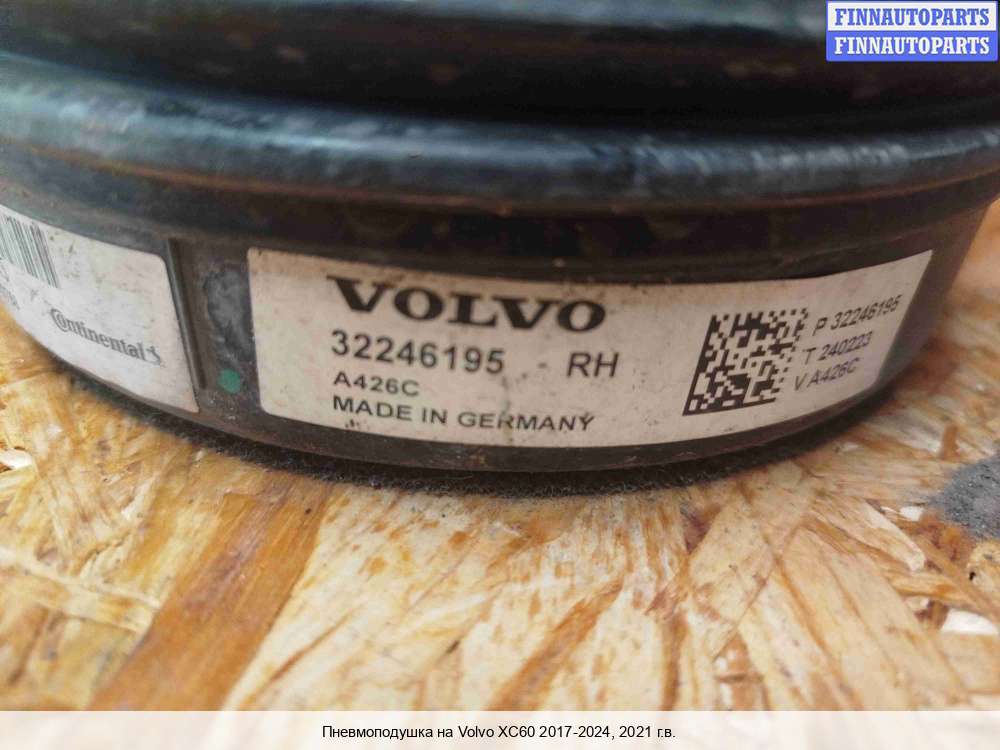 FINNAUTOPARTS
FINNAUTOPARTS
Continental
VOLVO
32246195 RH
A426C
MADE IN GERMANY
P 32246195
T 240223
V A426C
Пневмоподушка на Volvo XC60 2017-2024, 2021 г.в.